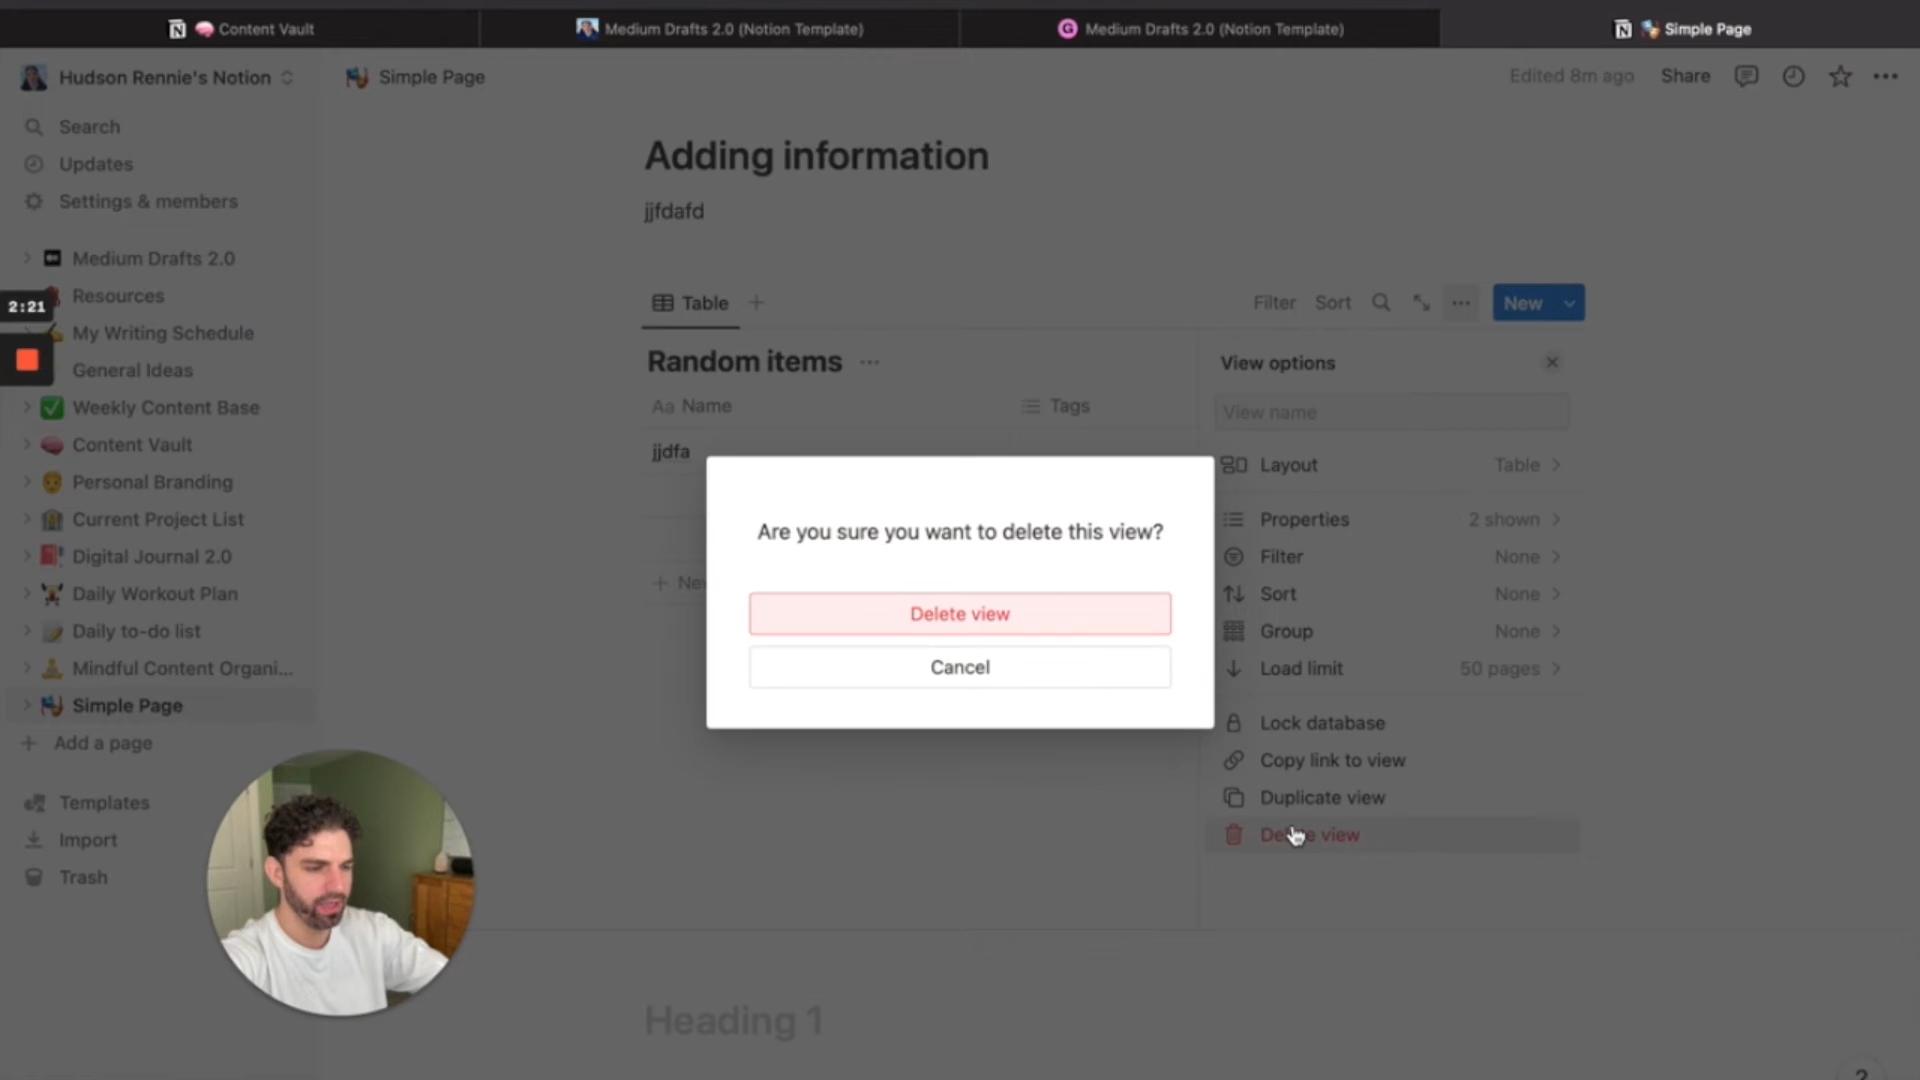 Content Vault
Medium Drafts 2.0 (Notion Template)
Medium Drafts 2.0 (Notion Template)
Simple Page
Hudson Rennie's Notion
Simple Page
Edited 8m ago
Share
Search
Updates
Settings & members
Medium Drafts 2.0
Resources
2:21
My Writing Schedule
General Ideas
Weekly Content Base
Content Vault
Personal Branding
Current Project List
Digital Journal 2.0
Daily Workout Plan
Daily to-do list
Mindful Content Organi...
Simple Page
Add a page
Templates
Import
Trash
Adding information
jjfdafd
Table
Filter
Sort
New
Random items
Aa Name
Tags
jjdfa
+ New
View options
View name
Layout Table
Properties 2 shown
Filter None
Sort None
Group None
Load limit 50 pages
Lock database
Copy link to view
Duplicate view
Delete view
Are you sure you want to delete this view?
Delete view
Cancel
Heading 1
?